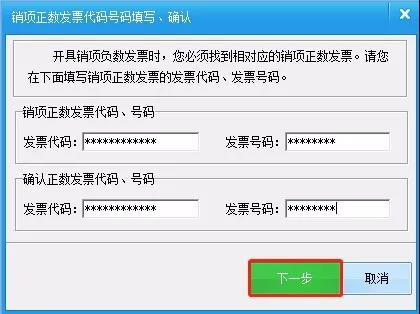 销项正数发票代码号码填写、确认
开具销项负数发票时，您必须找到相对应的销项正数发票。请您
在下面填写销项正数发票的发票代码、发票号码。
销项正数发票代码、号码
发票代码：************ 发票号码：********
确认正数发票代码、号码
发票代码：************ 发票号码：********
下一步 取消